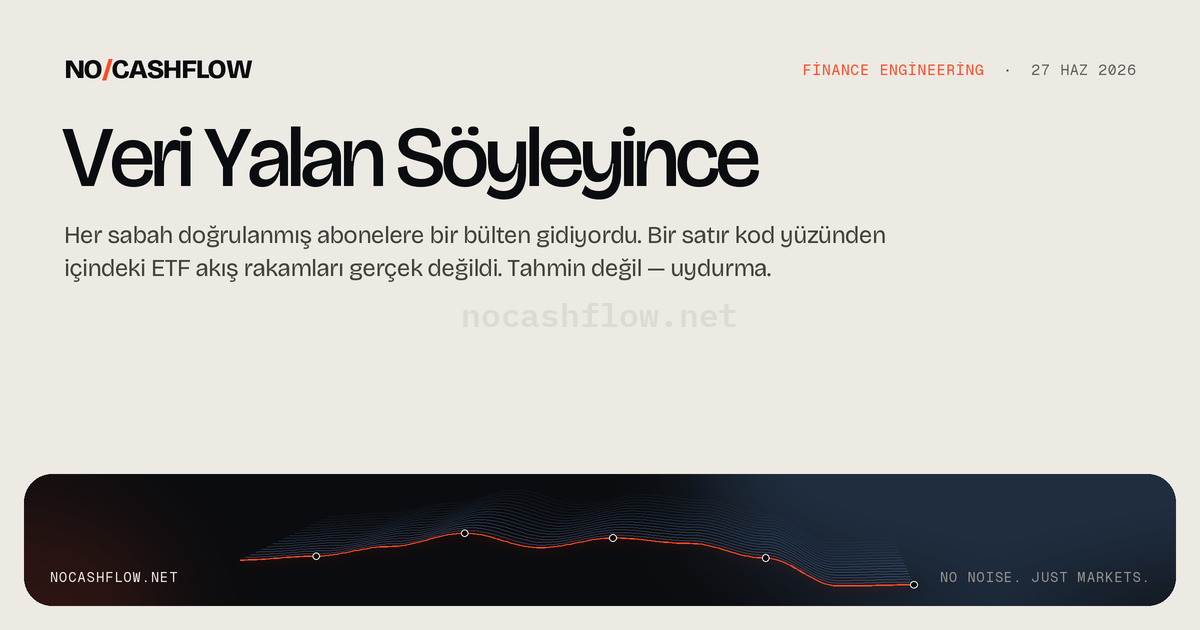 NO/CASHFLOW
FİNANCE ENGİNEERİNG · 27 HAZ 2026
Veri Yalan Söyleyince
Her sabah doğrulanmış abonelere bir bülten gidiyordu. Bir satır kod yüzünden
içindeki ETF akış rakamları gerçek değildi. Tahmin değil — uydurma.
nocashflow.net
NOCASHFLOW.NET
NO NOISE. JUST MARKETS.